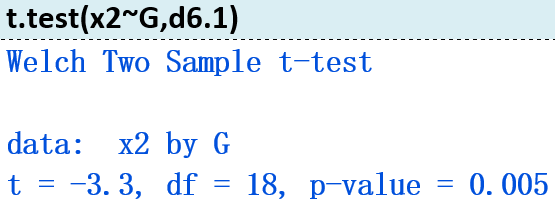 t.test(x2~G,d6.1)
Welch Two Sample t-test
data: x2 by G
t = -3.3, df = 18, p-value = 0.005